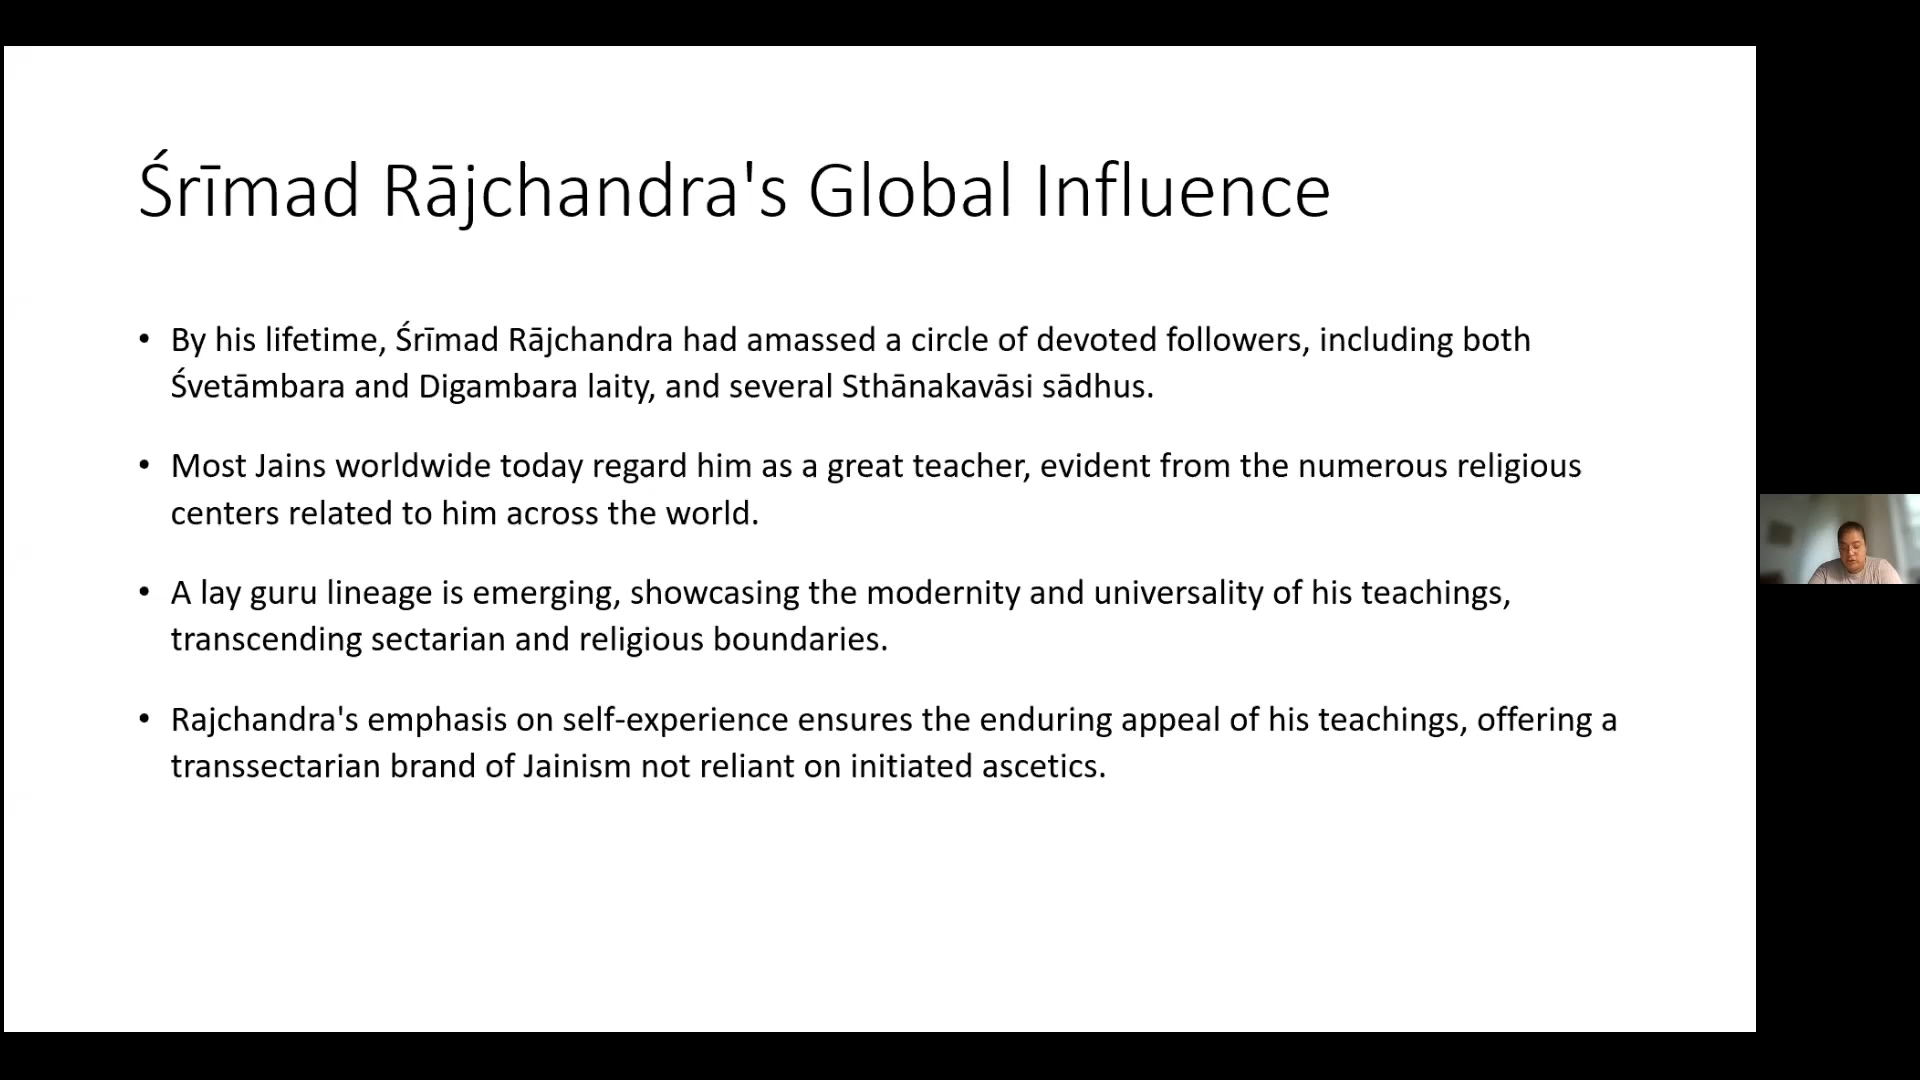 Śrīmad Rājchandra's Global Influence
• By his lifetime, Śrīmad Rājchandra had amassed a circle of devoted followers, including both
Śvetāmbara and Digambara laity, and several Sthānakavāsi sādhus.
• Most Jains worldwide today regard him as a great teacher, evident from the numerous religious
centers related to him across the world.
• A lay guru lineage is emerging, showcasing the modernity and universality of his teachings,
transcending sectarian and religious boundaries.
• Rajchandra's emphasis on self-experience ensures the enduring appeal of his teachings, offering a
transsectarian brand of Jainism not reliant on initiated ascetics.